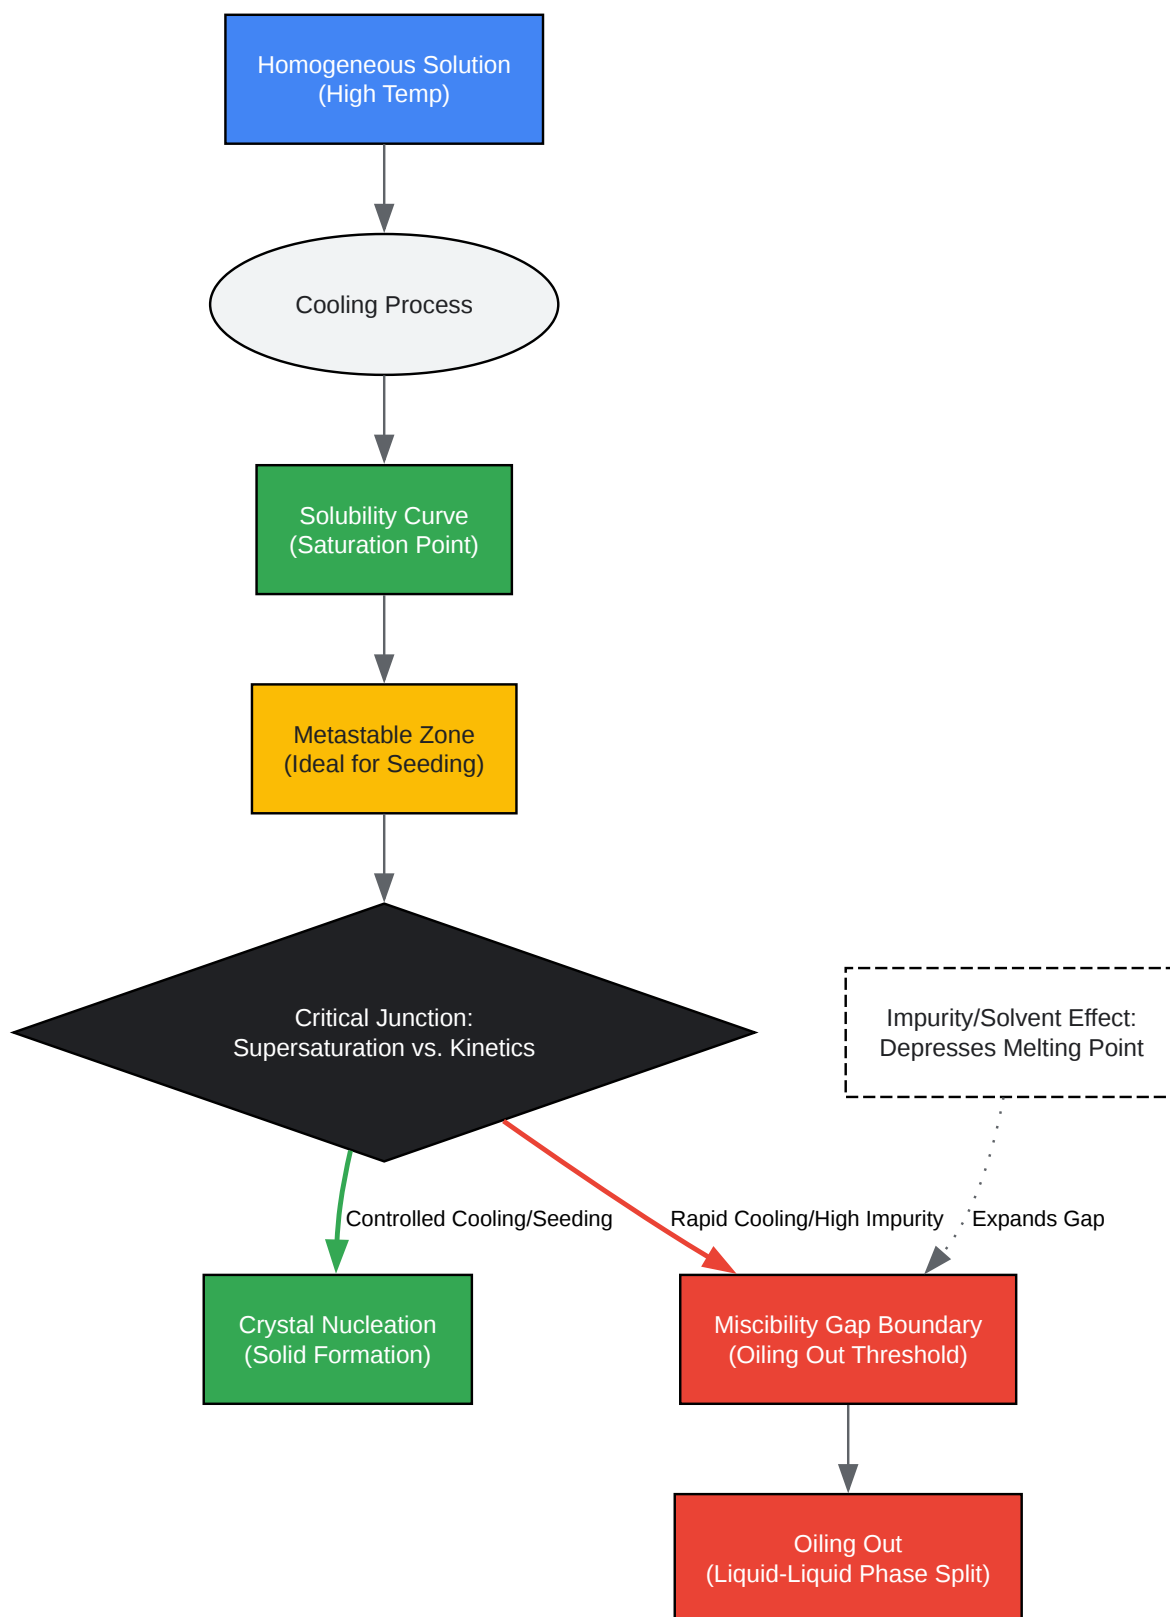 Homogeneous Solution
(High Temp)
Cooling Process
Solubility Curve
(Saturation Point)
Metastable Zone
(Ideal for Seeding)
Critical Junction:
Supersaturation vs. Kinetics
Impurity/Solvent Effect:
Depresses Melting Point
Controlled Cooling/Seeding
Rapid Cooling/High Impurity
Expands Gap
Crystal Nucleation
(Solid Formation)
Miscibility Gap Boundary
(Oiling Out Threshold)
Oiling Out
(Liquid-Liquid Phase Split)